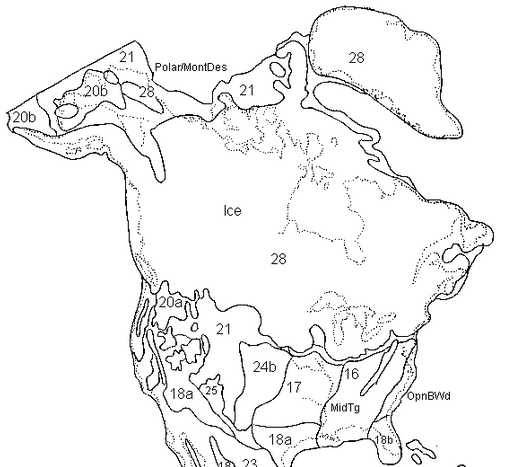 21
Polar/MontDes
28
20b
28
21
20b
Ice
28
20a
21
24b
16
17
25
18a
MidTg
OpnBWd
18a
18b
18
23